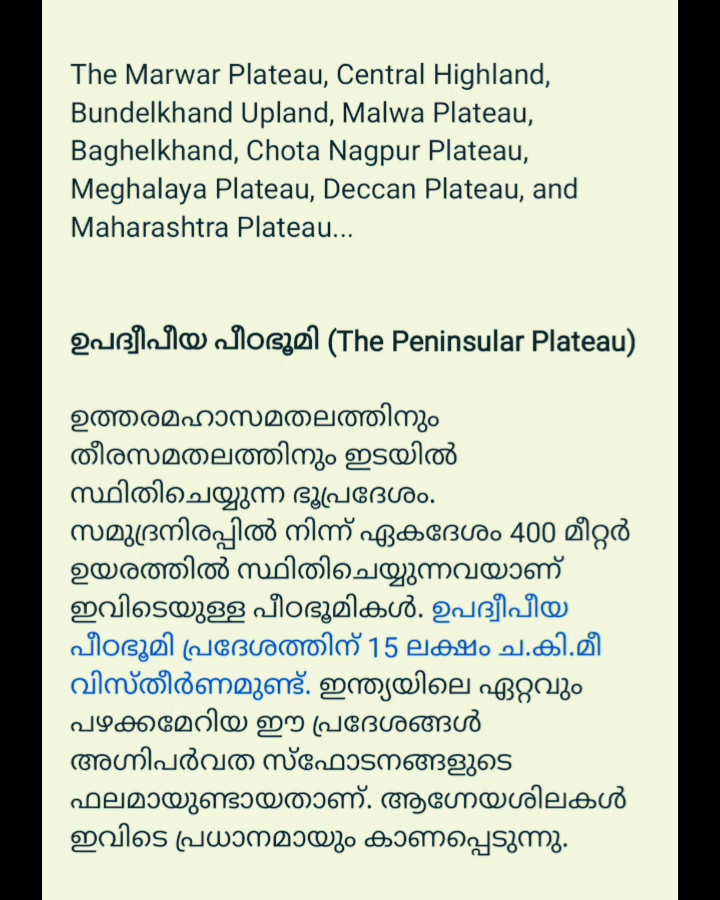 The Marwar Plateau, Central Highland,
Bundelkhand Upland, Malwa Plateau,
Baghelkhand, Chota Nagpur Plateau,
Meghalaya Plateau, Deccan Plateau, and
Maharashtra Plateau...
ഉപദ്വീപീയ പീഠഭൂമി (The Peninsular Plateau)
ഉത്തരമഹാസമതലത്തിനും
തീരസമതലത്തിനും ഇടയിൽ
സ്ഥിതിചെയ്യുന്ന ഭൂപ്രദേശം.
സമുദ്രനിരപ്പിൽ നിന്ന് ഏകദേശം 400 മീറ്റർ
ഉയരത്തിൽ സ്ഥിതിചെയ്യുന്നവയാണ്
ഇവിടെയുള്ള പീഠഭൂമികൾ. ഉപദ്വീപീയ
പീഠഭൂമി പ്രദേശത്തിന് 15 ലക്ഷം ച.കി.മീ
വിസ്തീർണമുണ്ട്. ഇന്ത്യയിലെ ഏറ്റവും
പഴക്കമേറിയ ഈ പ്രദേശങ്ങൾ
അഗ്നിപർവത സ്ഫോടനങ്ങളുടെ
ഫലമായുണ്ടായതാണ്. ആഗ്നേയശിലകൾ
ഇവിടെ പ്രധാനമായും കാണപ്പെടുന്നു.